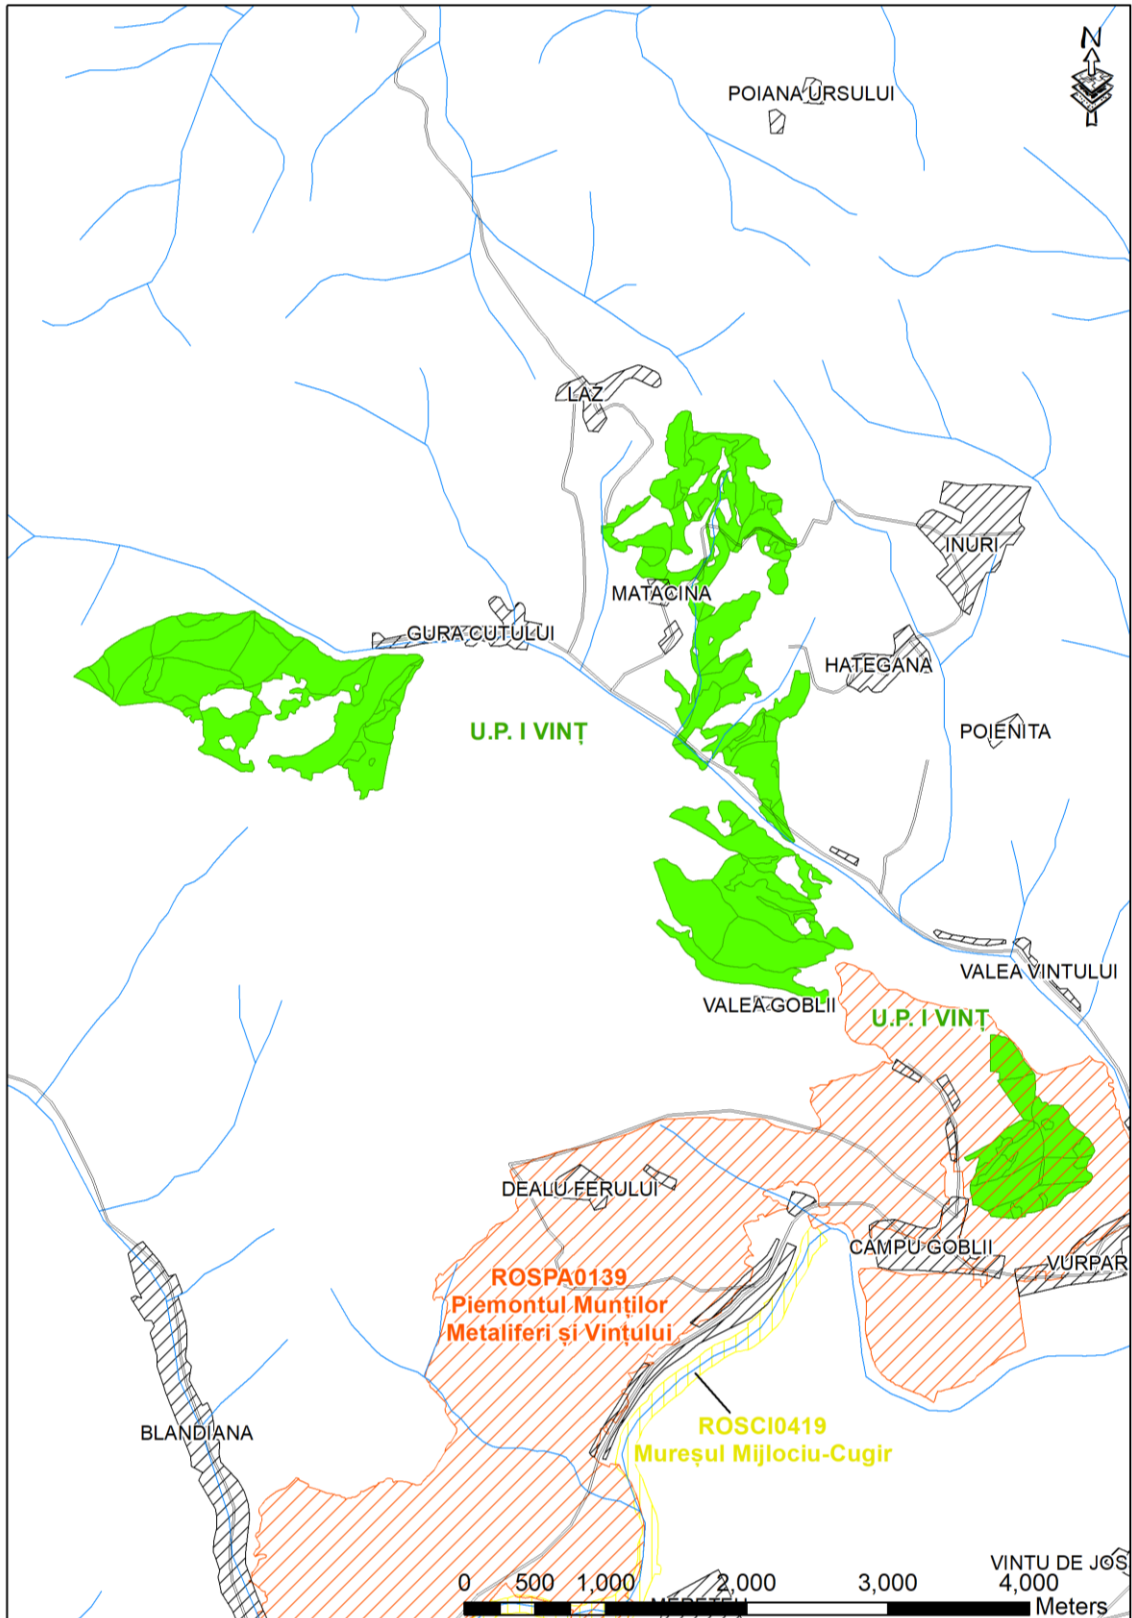 N
POIANA URSULUI
LAZ
INURI
MATACINA
GURA CUTULUI
HATEGANA
U.P. I VINȚ
POIENITA
VALEA VINTULUI
VALEA GOBLII
U.P. I VINȚ
DEALU FERULUI
CAMPU GOBLII
VURPAR
ROSPA0139
Piemontul Munților
Metaliferi și Vințului
ROSCI0419
Mureșul Mijlociu-Cugir
BLANDIANA
VINTU DE JOS
0 500 1,000 2,000 3,000 4,000
Meters